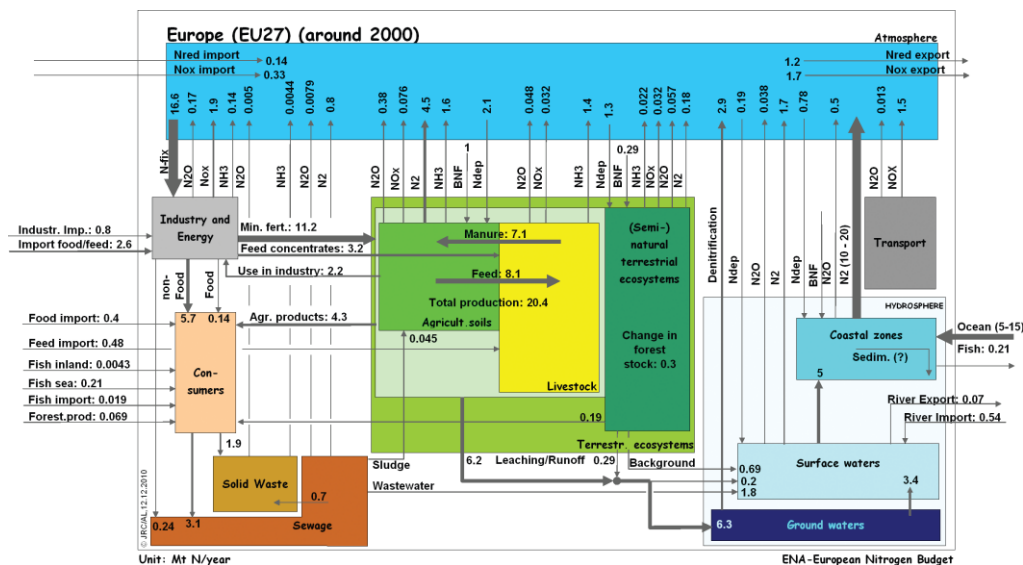 Europe (EU27) (around 2000)
Atmosphere
Nred import
0.14
Nox import
0.33
1.2
Nred export
1.7
Nox export
16.6
0.17
1.9
0.14
0.005
0.0044
0.0079
0.8
0.38
0.076
4.5
1.6
2.1
0.048
0.032
1.4
1.3
0.022
0.032
0.057
0.18
2.9
0.19
0.038
1.7
0.78
0.5
0.013
1.5
1
0.29
N-fix
N2O
Nox
NH3
N2O
NH3
N2O
N2
N2O
NOx
N2
NH3
BNF
Ndep
N2O
NOx
NH3
Ndep
BNF
NH3
NOx
N2O
N2
Denitrification
Ndep
N2O
N2
Ndep
BNF
N2O
N2 (10 - 20)
N2O
NOX
Industr. Imp.: 0.8
Import food/feed: 2.6
Industry and
Energy
Min. fert.: 11.2
Feed concentrates: 3.2
Use in industry: 2.2
Manure: 7.1
Feed: 8.1
Total production: 20.4
Agricult.soils
(Semi-)
natural
terrestrial
ecosystems
Change in
forest
stock: 0.3
Transport
HYDROSPHERE
non-
Food
Food
Food import: 0.4
Feed import: 0.48
Fish inland: 0.0043
Fish sea: 0.21
Fish import: 0.019
Forest.prod: 0.069
5.7
0.14
Con-
sumers
Agr. products: 4.3
0.045
Livestock
0.19
Terrestr. ecosystems
Coastal zones
Sedim. (?)
Ocean (5-15)
Fish: 0.21
5
River Export: 0.07
River Import: 0.54
1.9
Solid Waste
0.7
Sewage
0.24
3.1
Sludge
Wastewater
6.2
Leaching/Runoff
0.29
Background
0.69
0.2
1.8
Surface waters
3.4
6.3
Ground waters
© JRC/AL,12.12.2010
Unit: Mt N/year
ENA-European Nitrogen Budget